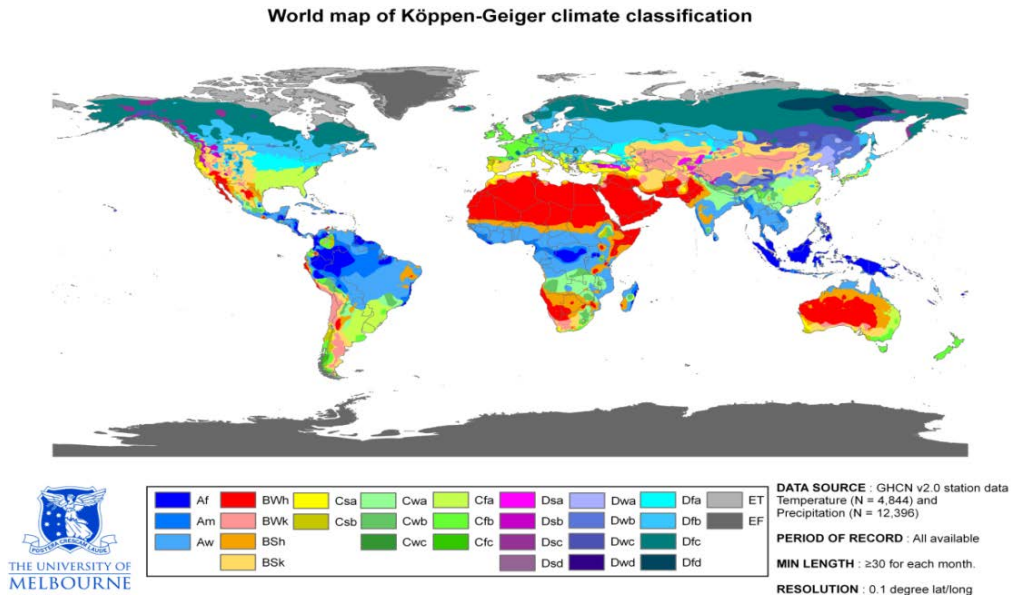 World map of Köppen-Geiger climate classification
POSTERA CRESCAM LAUDE
THE UNIVERSITY OF
MELBOURNE
Af BWh Csa Cwa Cfa Dsa Dwa Dfa ET
Am BWk Csb Cwb Cfb Dsb Dwb Dfb EF
Aw BSh Cwc Cfc Dsc Dwc Dfc
BSk Dsd Dwd Dfd
DATA SOURCE : GHCN v2.0 station data
Temperature (N = 4,844) and
Precipitation (N = 12,396)
PERIOD OF RECORD : All available
MIN LENGTH : ≥30 for each month.
RESOLUTION : 0.1 degree lat/long